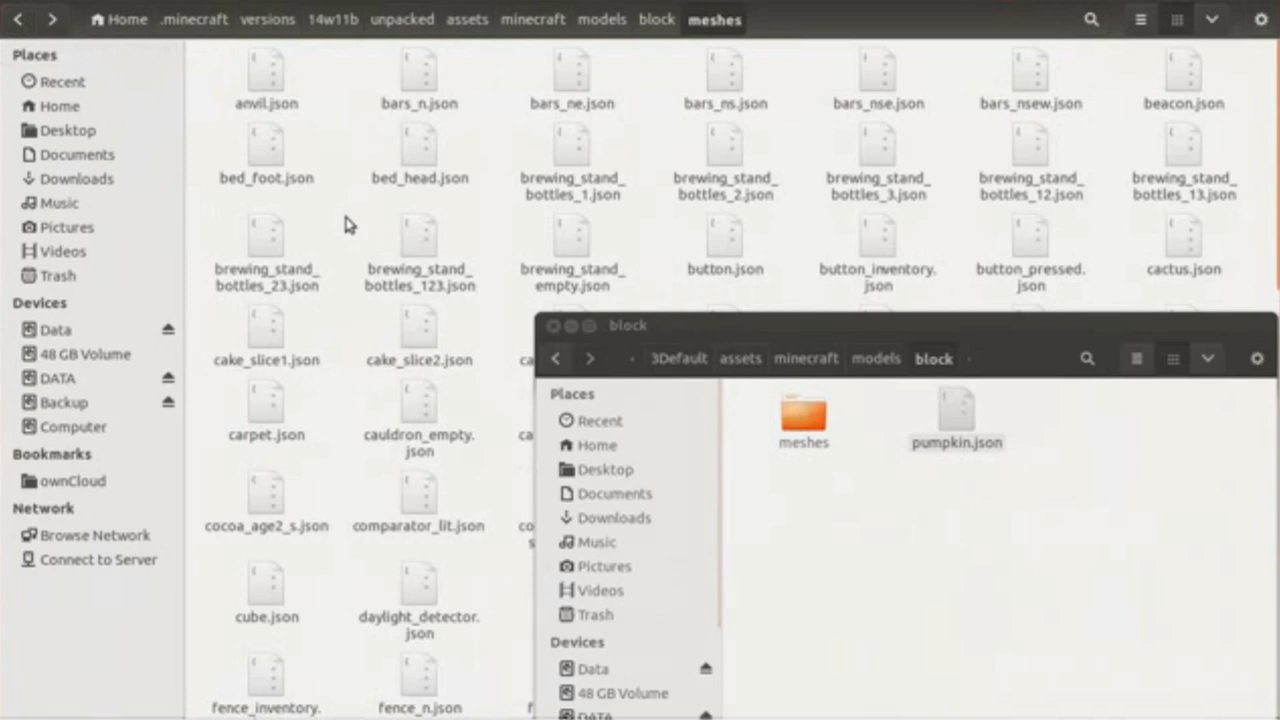 Home .minecraft versions 14w11b unpacked assets minecraft models block meshes
Places
Recent
Home
Desktop
Documents
Downloads
Music
Pictures
Videos
Trash
Devices
Data
48 GB Volume
DATA
Backup
Computer
Bookmarks
ownCloud
Network
Browse Network
Connect to Server
anvil.json
bars_n.json
bars_ne.json
bars_ns.json
bars_nse.json
bars_nsew.json
beacon.json
bed_foot.json
bed_head.json
brewing_stand_
bottles_1.json
brewing_stand_
bottles_2.json
brewing_stand_
bottles_3.json
brewing_stand_
bottles_12.json
brewing_stand_
bottles_13.json
brewing_stand_
bottles_23.json
brewing_stand_
bottles_123.json
brewing_stand_
empty.json
button.json
button_inventory.
json
button_pressed.
json
cactus.json
cake_slice1.json
cake_slice2.json
ca
carpet.json
cauldron_empty.
json
ca
cocoa_age2_s.json
comparator_lit.json
co
s
cube.json
daylight_detector.
json
fence_inventory.
fence_n.json
f
block
3Default assets minecraft models block
Places
Recent
Home
Desktop
Documents
Downloads
Music
Pictures
Videos
Trash
Devices
Data
48 GB Volume
DATA
meshes
pumpkin.json